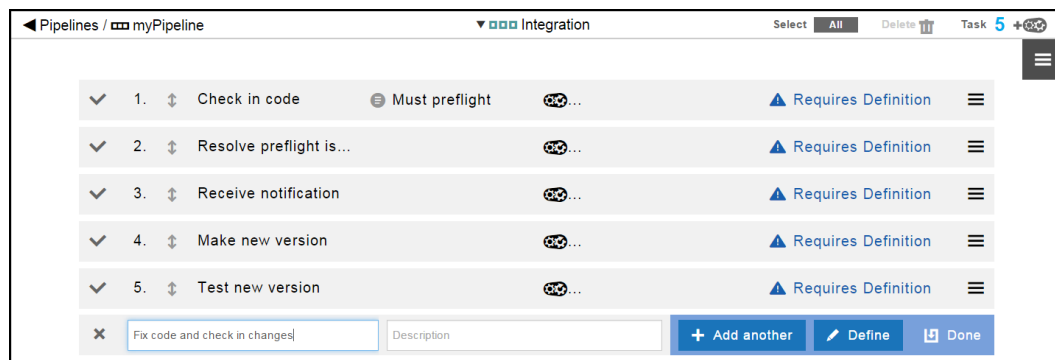 Pipelines / myPipeline Integration Select All Delete Task 5
1. Check in code Must preflight ... Requires Definition
2. Resolve preflight is... ... Requires Definition
3. Receive notification ... Requires Definition
4. Make new version ... Requires Definition
5. Test new version ... Requires Definition
Fix code and check in changes Description Add another Define Done